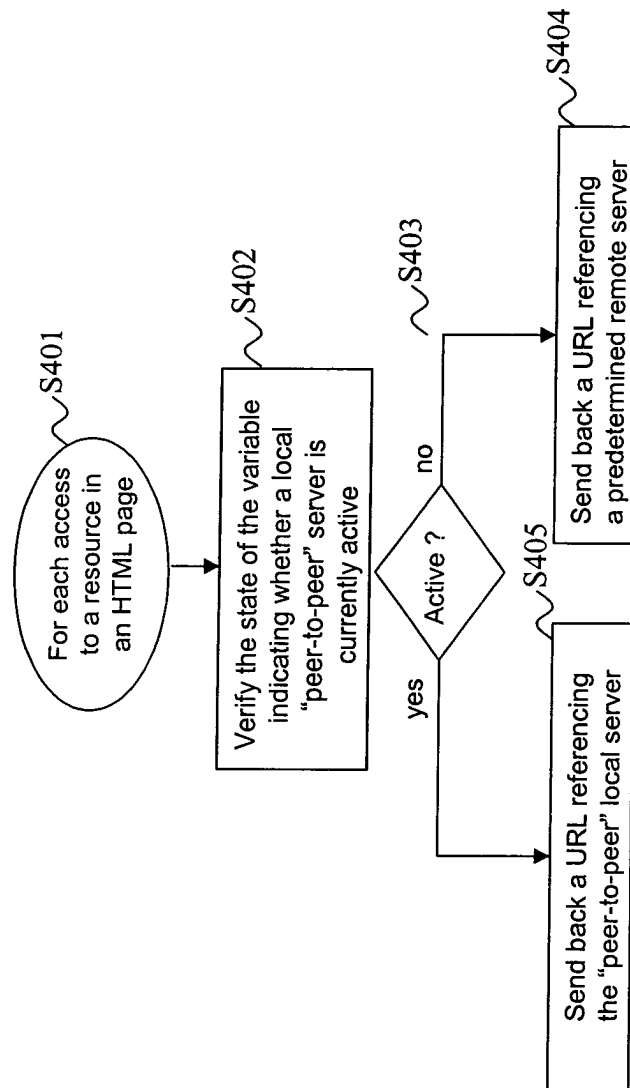 For each access
to a resource in
an HTML page
S401
Verify the state of the variable
indicating whether a local
“peer-to-peer” server is
currently active
S402
Active ?
S403
yes
no
Send back a URL referencing
the “peer-to-peer” local server
S405
Send back a URL referencing
a predetermined remote server
S404